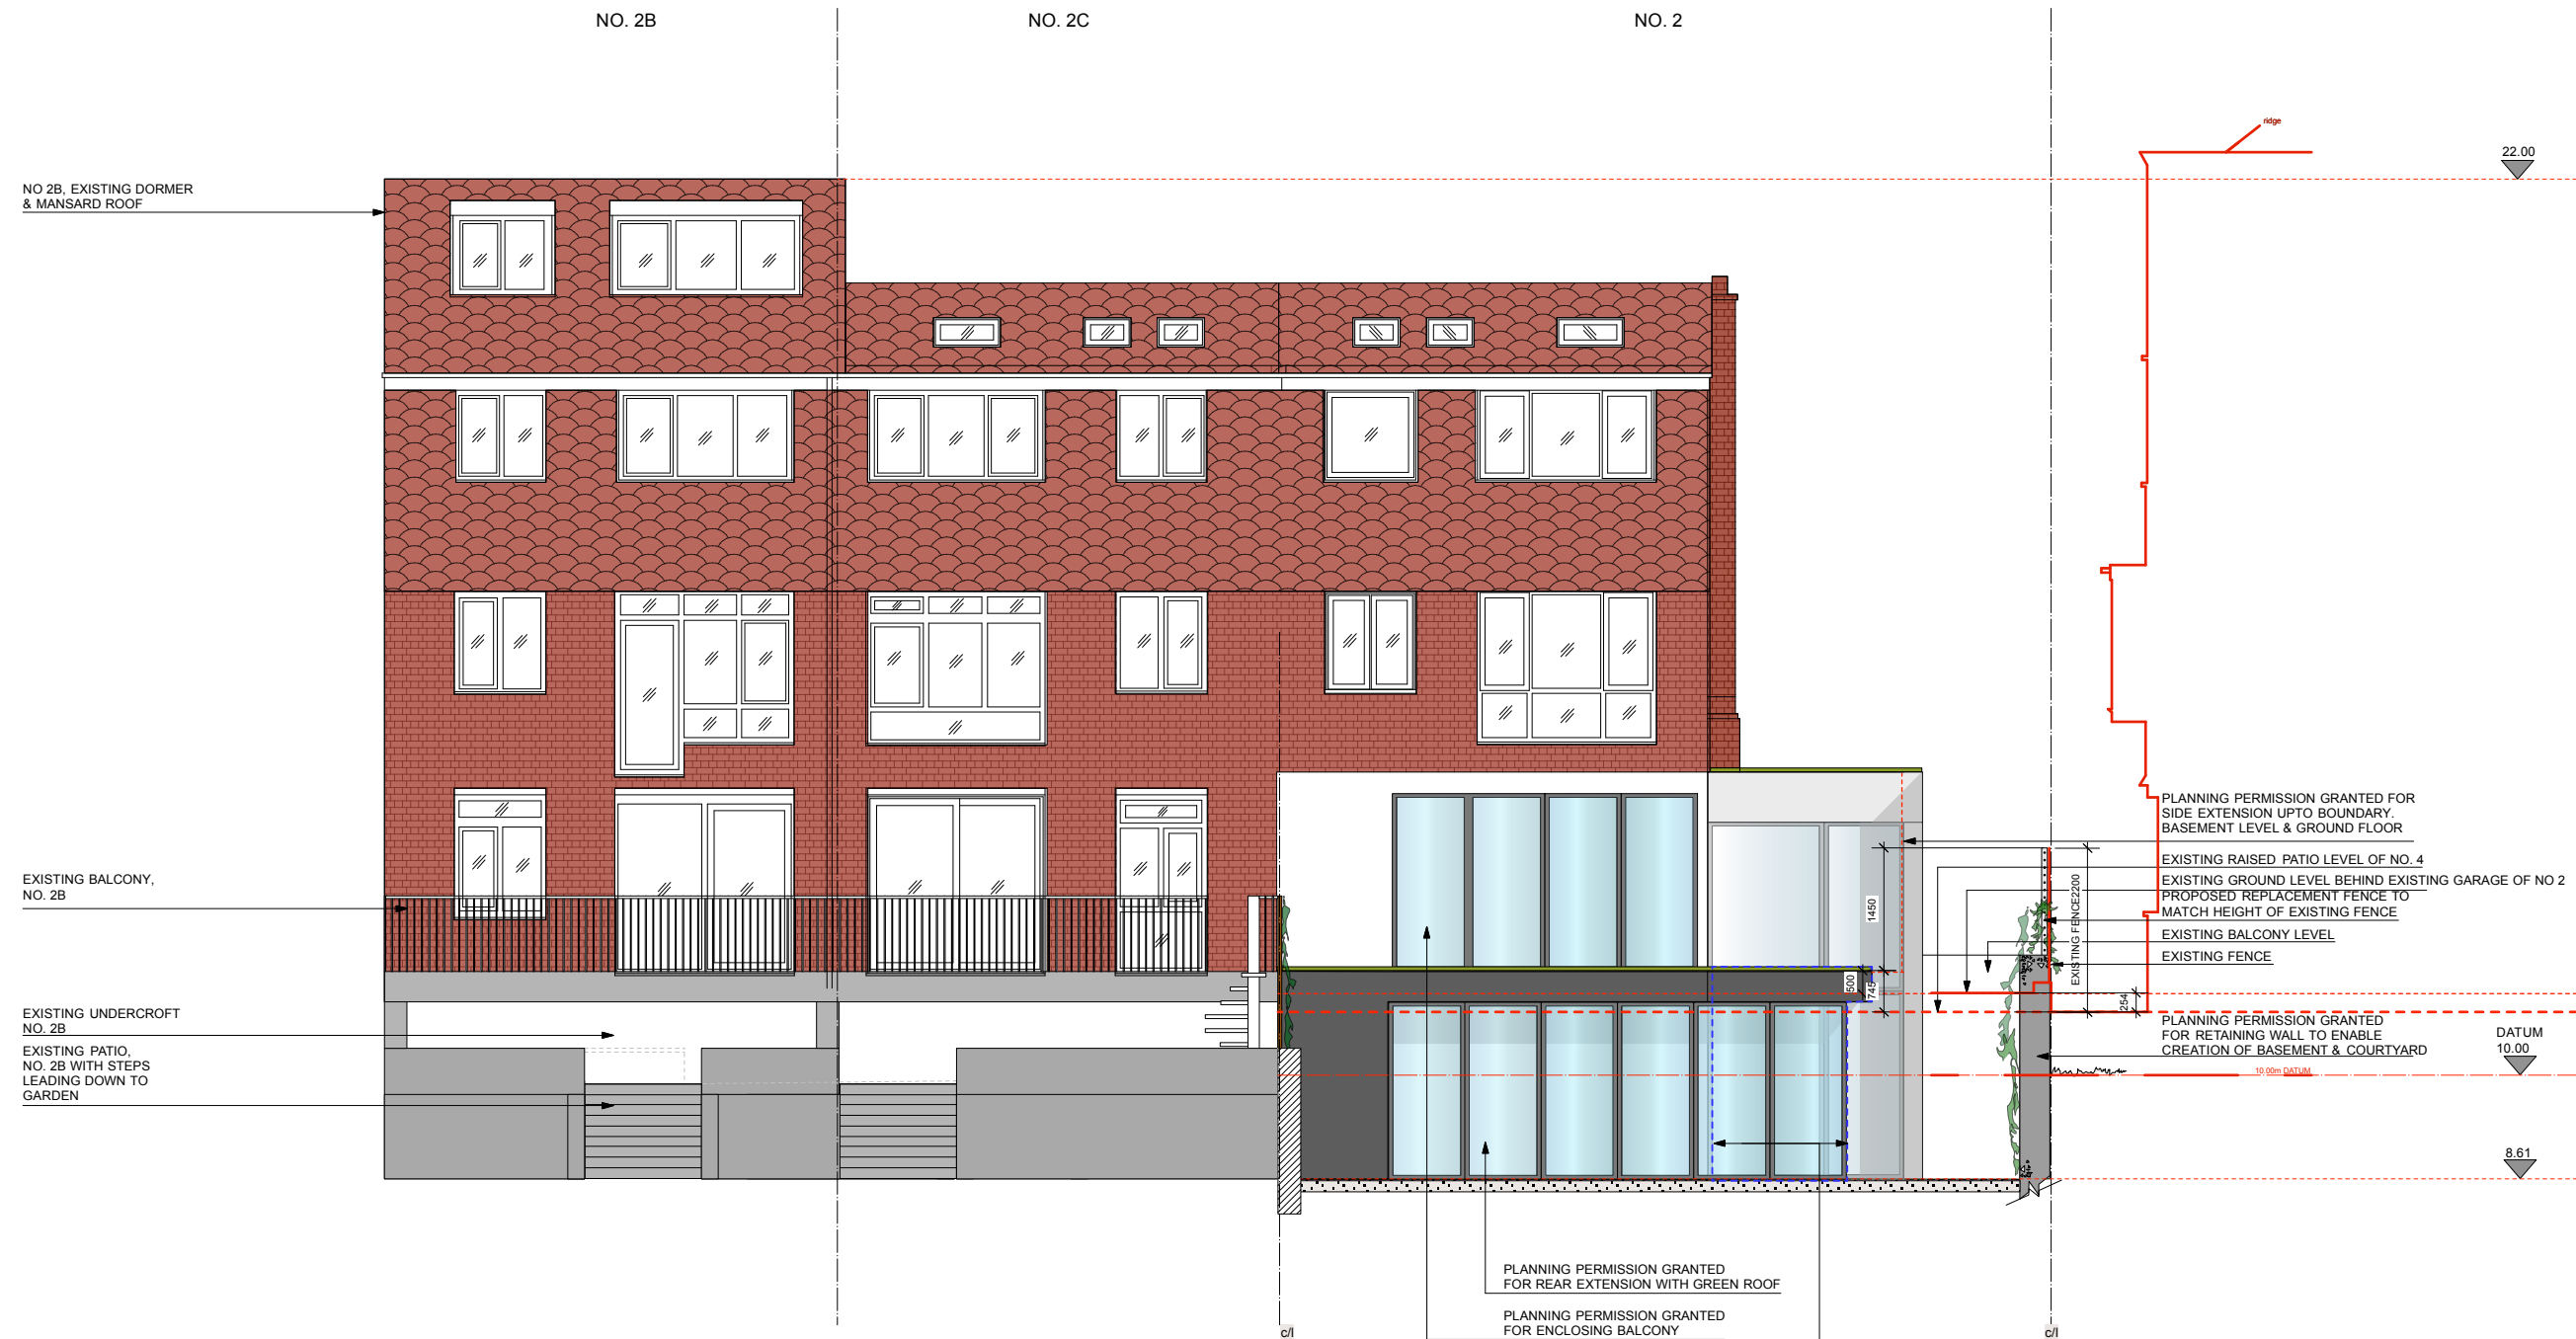 NO. 2B
NO. 2C
NO. 2
ridge
22.00
NO 2B, EXISTING DORMER
& MANSARD ROOF
PLANNING PERMISSION GRANTED FOR
SIDE EXTENSION UPTO BOUNDARY.
BASEMENT LEVEL & GROUND FLOOR
EXISTING RAISED PATIO LEVEL OF NO. 4
EXISTING GROUND LEVEL BEHIND EXISTING GARAGE OF NO 2
PROPOSED REPLACEMENT FENCE TO
MATCH HEIGHT OF EXISTING FENCE
EXISTING BALCONY LEVEL
EXISTING FENCE
EXISTING BALCONY,
NO. 2B
1450
EXISTING FENCE2200
500
745
254
EXISTING UNDERCROFT
NO. 2B
EXISTING PATIO,
NO. 2B WITH STEPS
LEADING DOWN TO
GARDEN
PLANNING PERMISSION GRANTED
FOR RETAINING WALL TO ENABLE
CREATION OF BASEMENT & COURTYARD
DATUM
10.00
10.00m DATUM
8.61
PLANNING PERMISSION GRANTED
FOR REAR EXTENSION WITH GREEN ROOF
PLANNING PERMISSION GRANTED
FOR ENCLOSING BALCONY
c/l
c/l